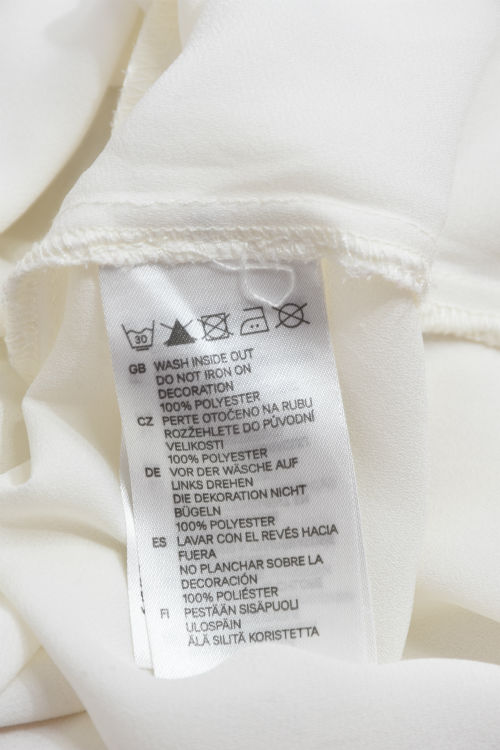 30
GB WASH INSIDE OUT
DO NOT IRON ON
DECORATION
100% POLYESTER
CZ PERTE OTOČENO NA RUBU
ROZŽEHLETE DO PŮVODNÍ
VELIKOSTI
100% POLYESTER
DE VOR DER WÄSCHE AUF
LINKS DREHEN
DIE DEKORATION NICHT
BÜGELN
100% POLYESTER
ES LAVAR CON EL REVÉS HACIA
FUERA
NO PLANCHAR SOBRE LA
DECORACIÓN
100% POLIÉSTER
FI PESTÄÄN SISÄPUOLI
ULOSPÄIN
ÄLÄ SILITÄ KORISTETTA